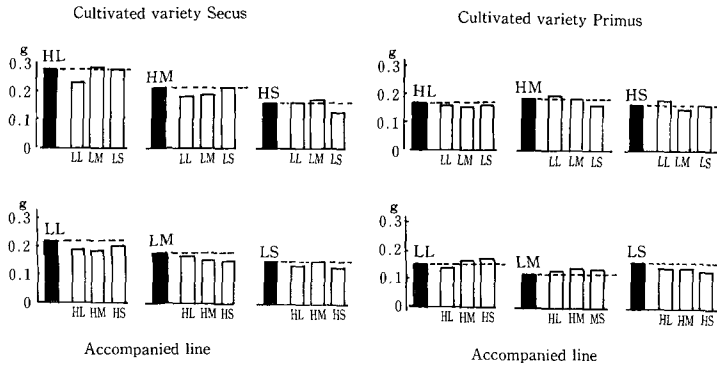 Cultivated variety Secus
g
0.3
0.2
0.1
0
HL
LL LM LS
HM
LL LM LS
HS
LL LM LS
g
0.3
0.2
0.1
0
LL
HL HM HS
LM
HL HM HS
LS
HL HM HS
Accompanied line
Cultivated variety Primus
g
0.3
0.2
0.1
0
HL
LL LM LS
HM
LL LM LS
HS
LL LM LS
g
0.3
0.2
0.1
0
LL
HL HM HS
LM
HL HM MS
LS
HL HM HS
Accompanied line